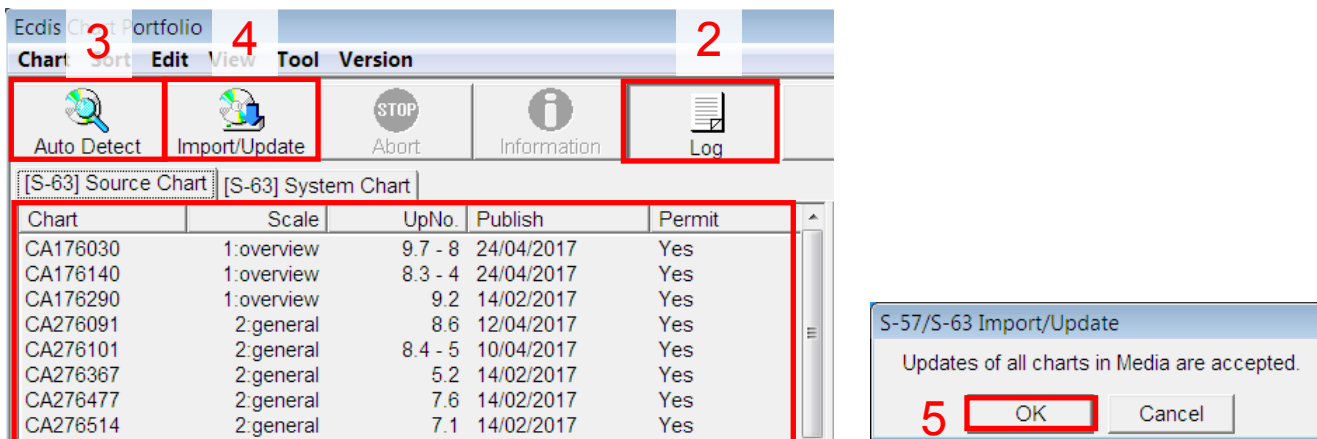 Ecdis Chart Portfolio
3 4 2
Chart Sort Edit View Tool Version
Auto Detect Import/Update STOP Abort Information Log
[S-63] Source Chart [S-63] System Chart
Chart Scale UpNo. Publish Permit
CA176030 1:overview 9.7 - 8 24/04/2017 Yes
CA176140 1:overview 8.3 - 4 24/04/2017 Yes
CA176290 1:overview 9.2 14/02/2017 Yes
CA276091 2:general 8.6 12/04/2017 Yes
CA276101 2:general 8.4 - 5 10/04/2017 Yes
CA276367 2:general 5.2 14/02/2017 Yes
CA276477 2:general 7.6 14/02/2017 Yes
CA276514 2:general 7.1 14/02/2017 Yes
S-57/S-63 Import/Update
Updates of all charts in Media are accepted.
5 OK Cancel